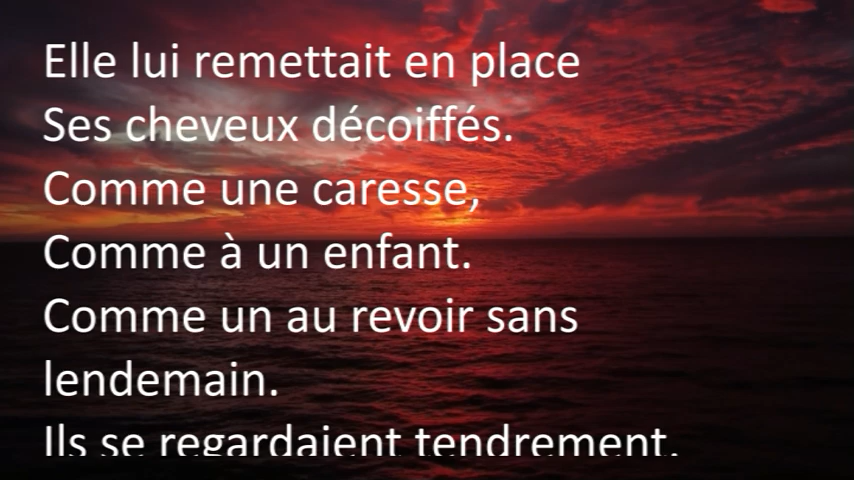 Elle lui remettait en place
Ses cheveux décoiffés.
Comme une caresse,
Comme à un enfant.
Comme un au revoir sans
lendemain.
Ils se regardaient tendrement.